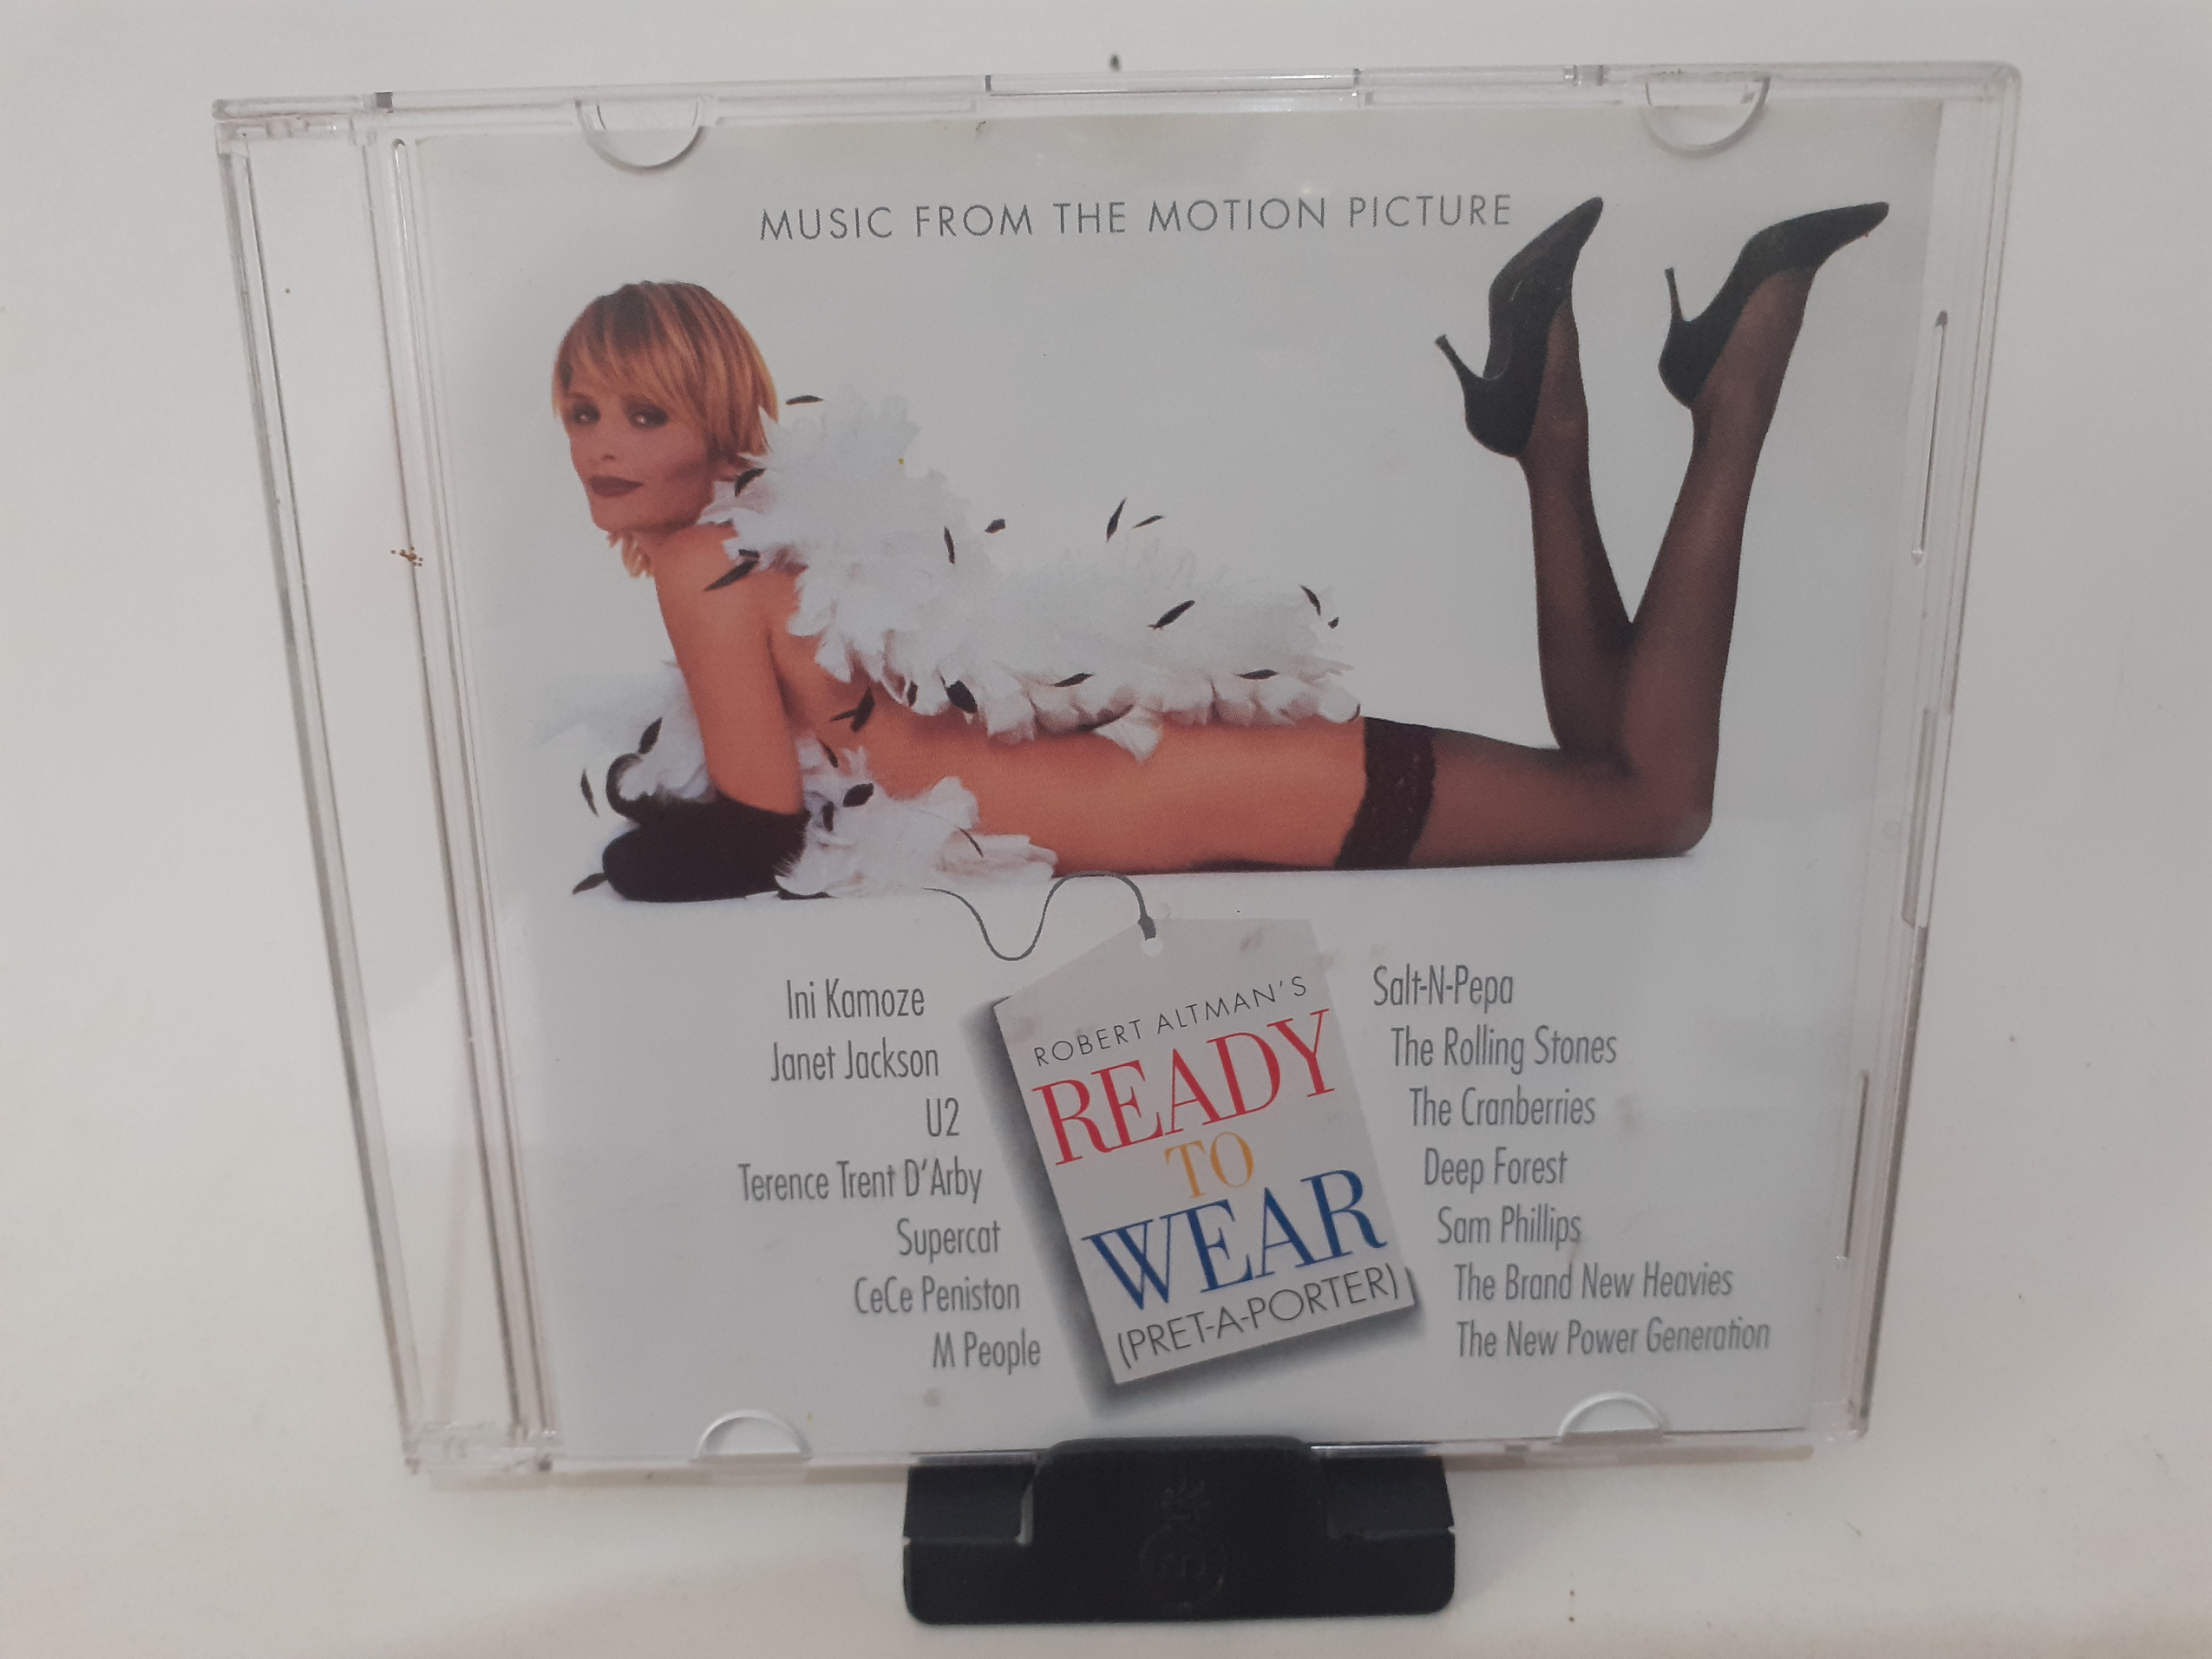 MUSIC FROM THE MOTION PICTURE
Ini Kamoze
Janet Jackson
U2
Terence Trent D'Arby
Supercat
CeCe Peniston
M People
ROBERT ALTMAN'S
READY
TO
WEAR
(PRET-A-PORTER)
Salt-N-Pepa
The Rolling Stones
The Cranberries
Deep Forest
Sam Phillips
The Brand New Heavies
The New Power Generation